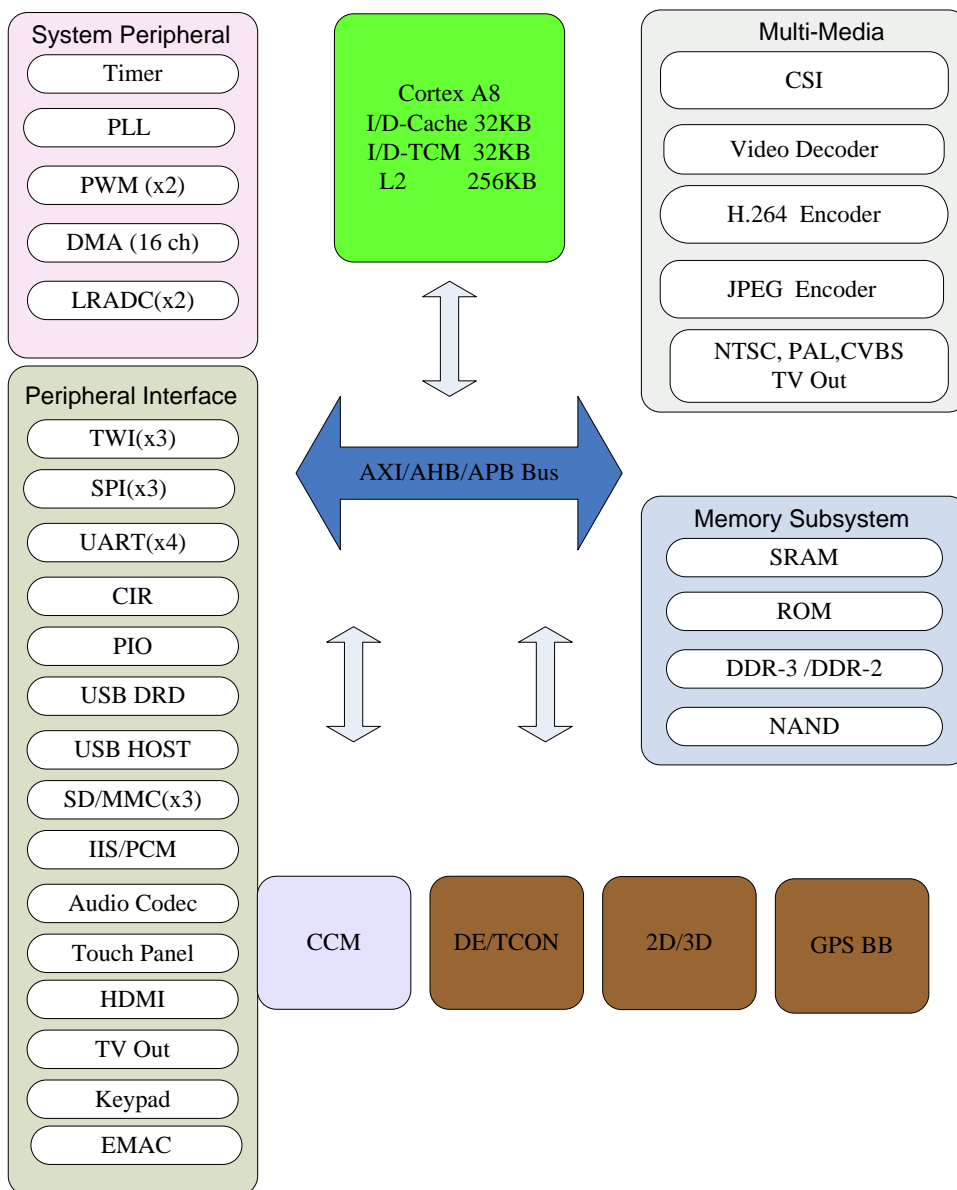 System Peripheral
Timer
PLL
PWM (x2)
DMA (16 ch)
LRADC(x2)
Cortex A8
I/D-Cache 32KB
I/D-TCM 32KB
L2 256KB
Multi-Media
CSI
Video Decoder
H.264 Encoder
JPEG Encoder
NTSC, PAL,CVBS
TV Out
Peripheral Interface
TWI(x3)
SPI(x3)
UART(x4)
CIR
PIO
USB DRD
USB HOST
SD/MMC(x3)
IIS/PCM
Audio Codec
Touch Panel
HDMI
TV Out
Keypad
EMAC
AXI/AHB/APB Bus
Memory Subsystem
SRAM
ROM
DDR-3 /DDR-2
NAND
CCM
DE/TCON
2D/3D
GPS BB